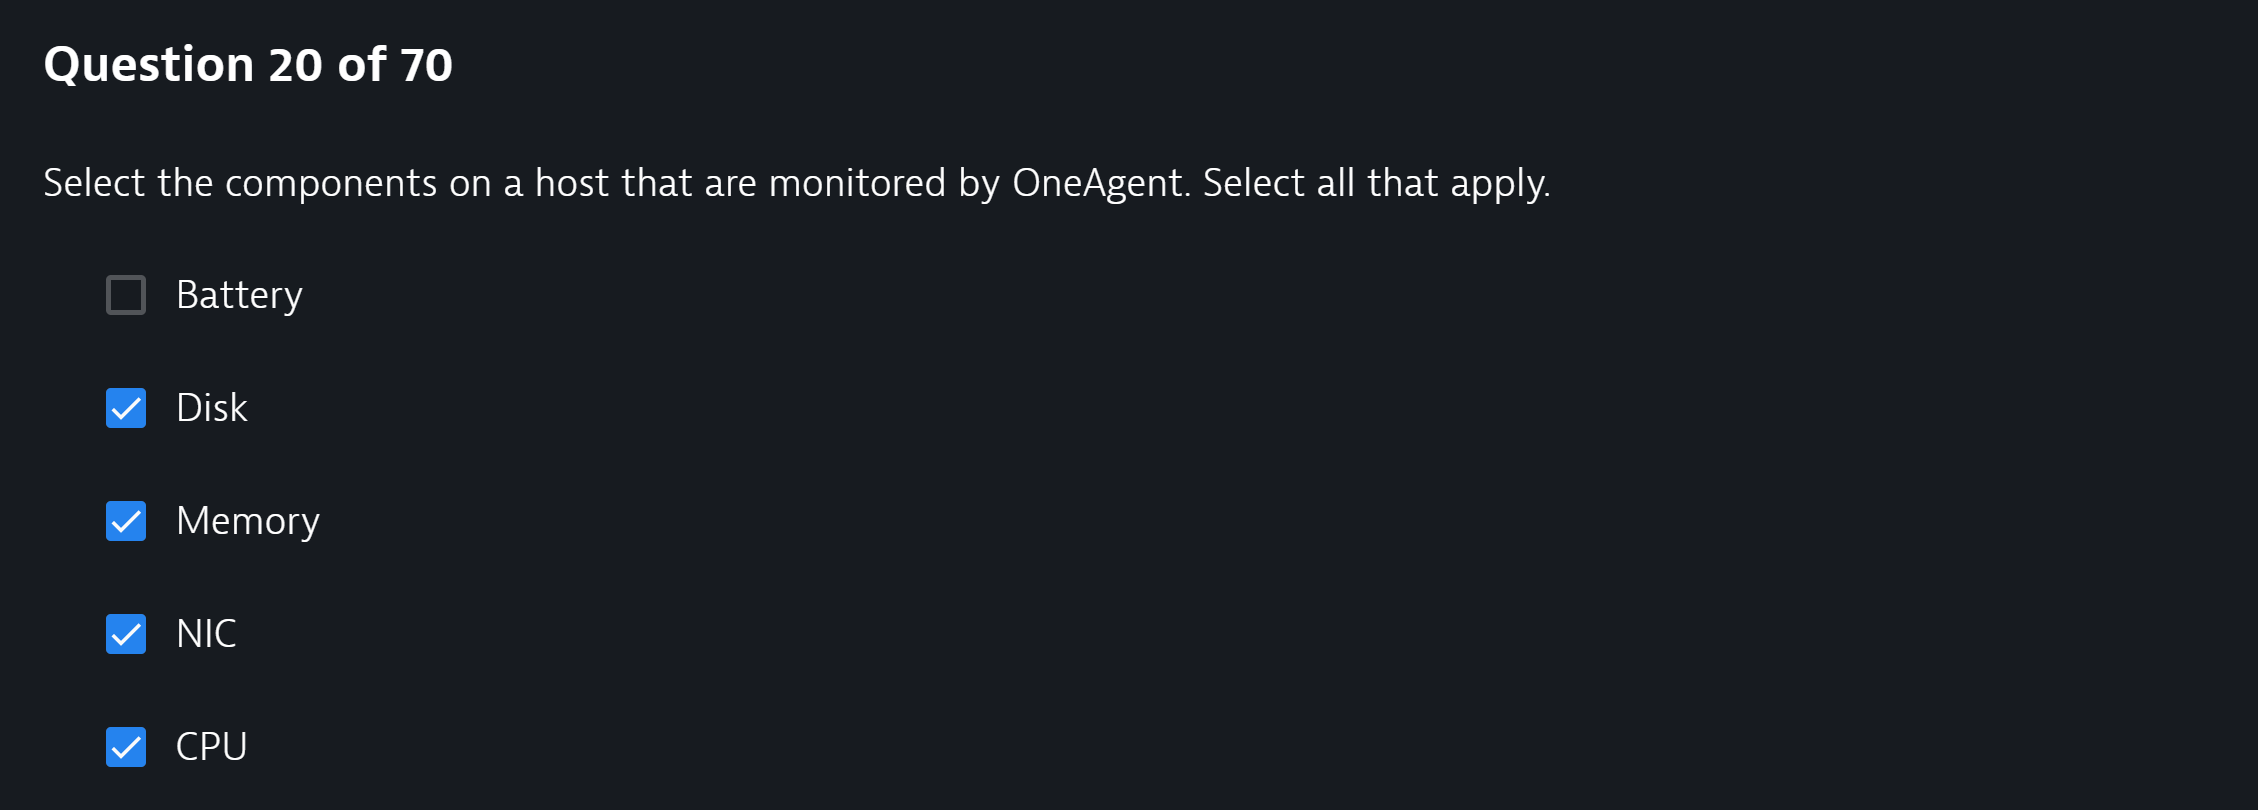 Question 20 of 70
Select the components on a host that are monitored by OneAgent. Select all that apply.
Battery
Disk
Memory
NIC
CPU